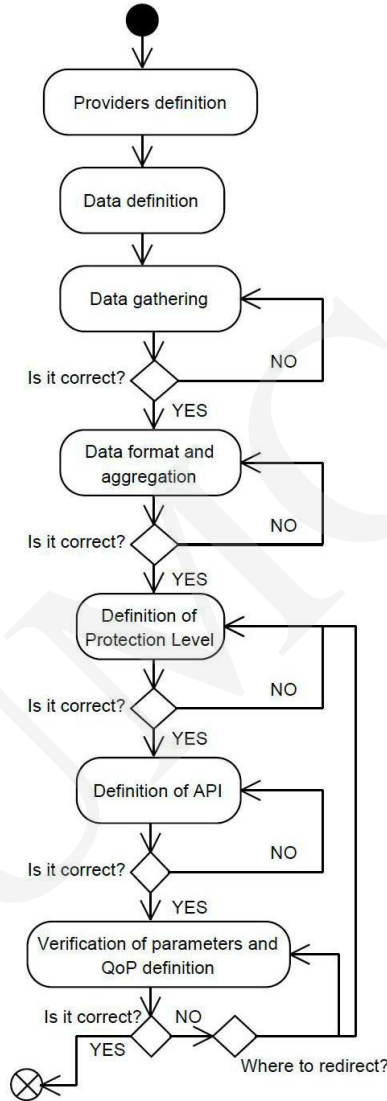 Providers definition
Data definition
Data gathering
Is it correct?
NO
YES
Data format and
aggregation
Is it correct?
NO
YES
Definition of
Protection Level
Is it correct?
NO
YES
Definition of API
Is it correct?
NO
YES
Verification of parameters and
QoP definition
Is it correct?
NO
YES
Where to redirect?
UMC